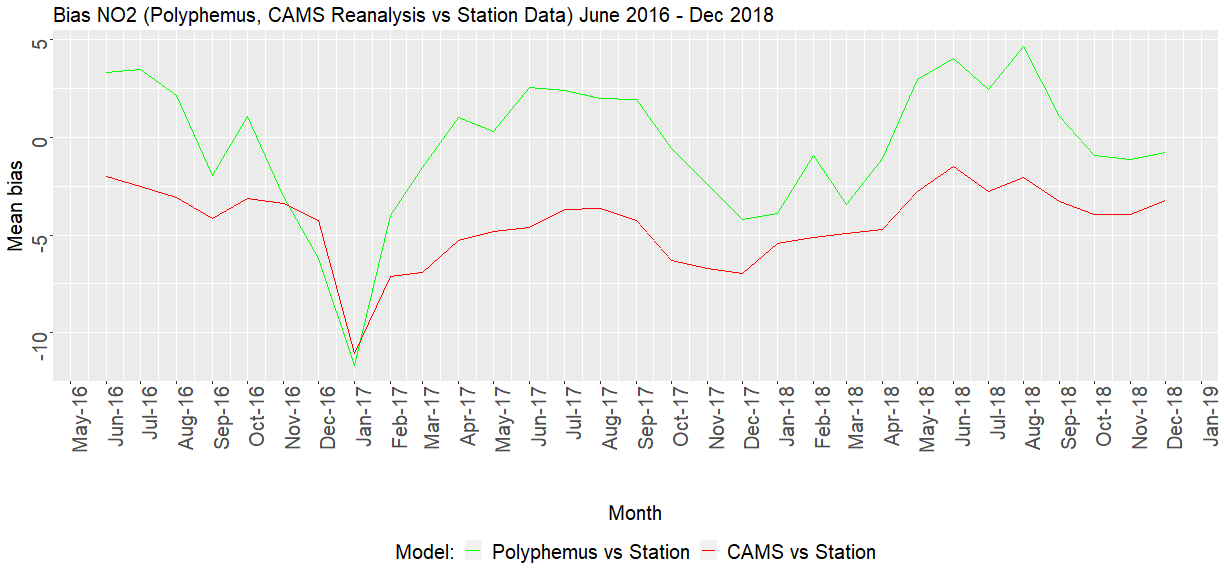 Bias NO2 (Polyphemus, CAMS Reanalysis vs Station Data) June 2016 - Dec 2018
Mean bias
5
0
-5
-10
May-16
Jun-16
Jul-16
Aug-16
Sep-16
Oct-16
Nov-16
Dec-16
Jan-17
Feb-17
Mar-17
Apr-17
May-17
Jun-17
Jul-17
Aug-17
Sep-17
Oct-17
Nov-17
Dec-17
Jan-18
Feb-18
Mar-18
Apr-18
May-18
Jun-18
Jul-18
Aug-18
Sep-18
Oct-18
Nov-18
Dec-18
Jan-19
Month
Model: Polyphemus vs Station CAMS vs Station